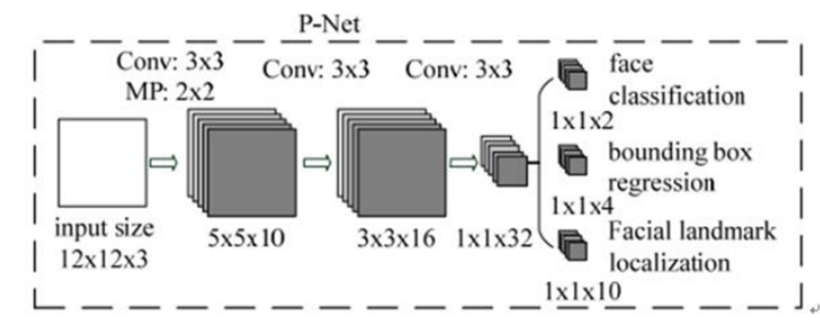 P-Net
Conv: 3x3
MP: 2x2
Conv: 3x3
Conv: 3x3
input size
12x12x3
5x5x10
3x3x16
1x1x32
face
classification
1x1x2
bounding box
regression
1x1x4
Facial landmark
localization
1x1x10